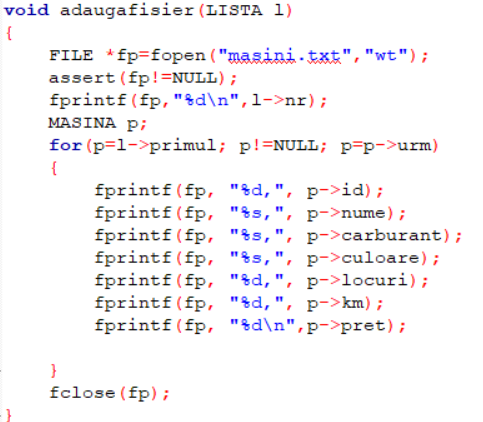 void adaugafisier(LISTA l)
{
    FILE *fp=fopen("masini.txt","wt");
    assert(fp!=NULL);
    fprintf(fp,"%d\n",l->nr);
    MASINA p;
    for(p=l->primul; p!=NULL; p=p->urm)
    {
        fprintf(fp, "%d,", p->id);
        fprintf(fp, "%s,", p->nume);
        fprintf(fp, "%s,", p->carburant);
        fprintf(fp, "%s,", p->culoare);
        fprintf(fp, "%d,", p->locuri);
        fprintf(fp, "%d,", p->km);
        fprintf(fp, "%d\n",p->pret);
    }
    fclose(fp);
}